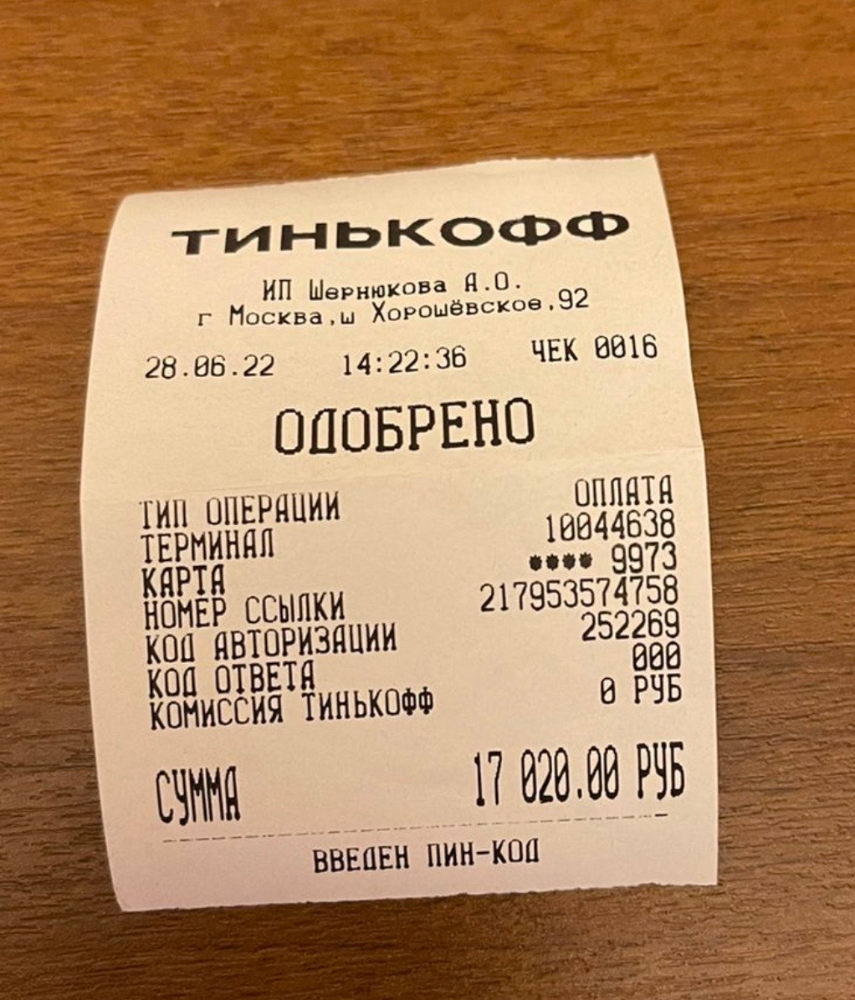 ТИНЬКОФФ
ИП Шернюкова А.О.
г Москва,ш Хорошёвское,92
28.06.22 14:22:36 ЧЕК 0016
ОДОБРЕНО
ТИП ОПЕРАЦИИ ОПЛАТА
ТЕРМИНАЛ 10044638
КАРТА **** 9973
НОМЕР ССЫЛКИ 217953574758
КОД АВТОРИЗАЦИИ 252269
КОД ОТВЕТА 000
КОМИССИЯ ТИНЬКОФФ 0 РУБ
СУММА 17 020.00 РУБ
ВВЕДЕН ПИН-КОД